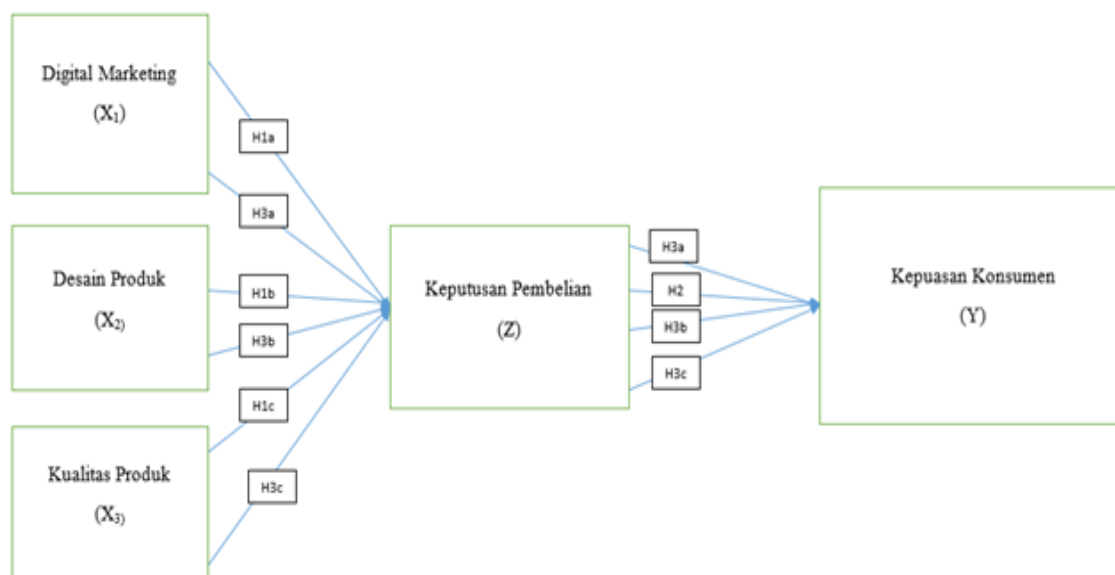 Digital Marketing
(X1)
H1a
H3a
Desain Produk
(X2)
H1b
H3b
H1c
Kualitas Produk
(X3)
H3c
Keputusan Pembelian
(Z)
H3a
H2
H3b
H3c
Kepuasan Konsumen
(Y)